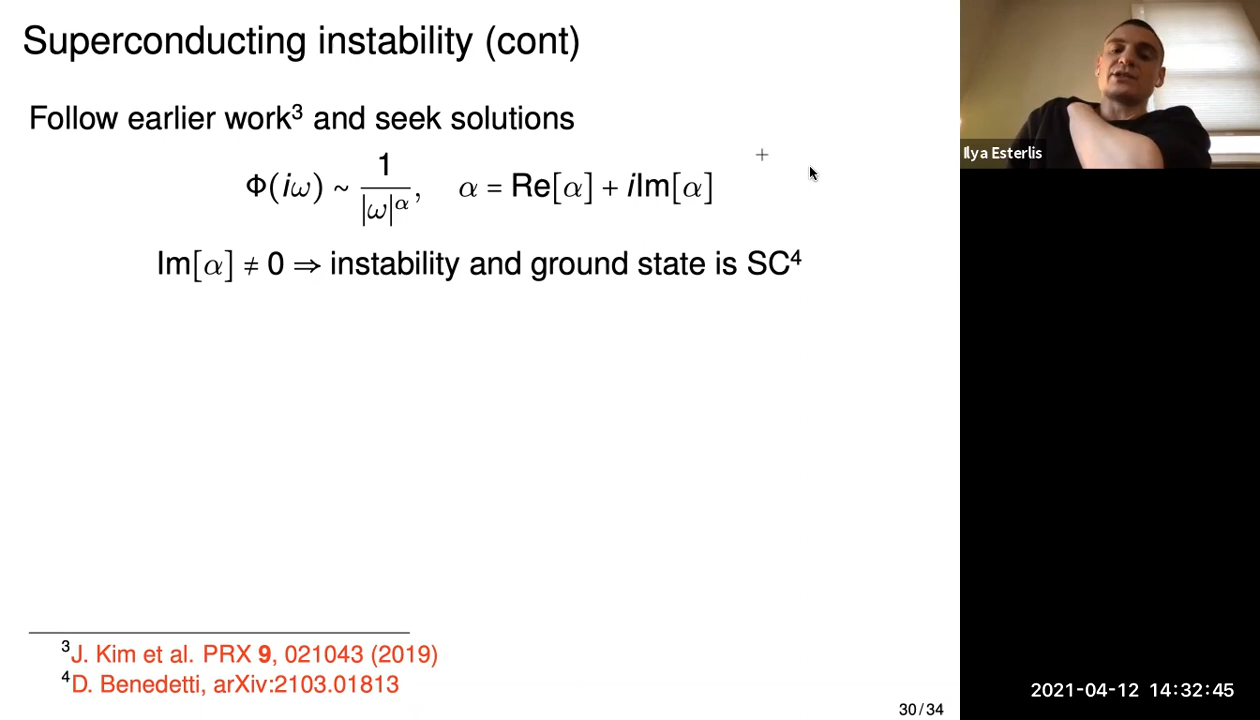 Superconducting instability (cont)
Follow earlier work³ and seek solutions
Φ(iω) ~ 1/|ω|^α, α = Re[α] + iIm[α]
Im[α] ≠ 0 ⇒ instability and ground state is SC⁴
Ilya Esterlis
³J. Kim et al. PRX 9, 021043 (2019)
⁴D. Benedetti, arXiv:2103.01813
30/34
2021-04-12 14:32:45